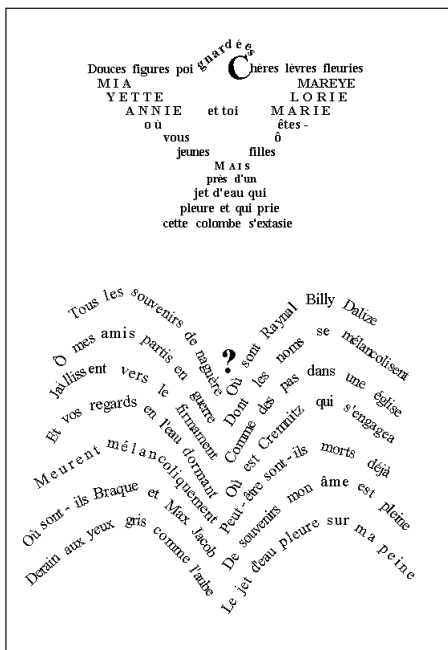 Douces figures poignardées Chères lèvres fleuries
MIA MAREYE
YETTE LORIE
ANNIE et toi MARIE
où êtes-
vous ô
jeunes filles
MAIS
près d'un
jet d'eau qui
pleure et qui prie
cette colombe s'extasie
?
Tous les souvenirs de naguère
Ô mes amis partis en guerre
Jaillissent vers le firmament
Et vos regards en l'eau dormant
Meurent mélancoliquement
Où sont-ils Braque et Max Jacob
Derain aux yeux gris comme l'aube
Où sont Raynal Billy Dalize
Dont les noms se mélancolisent
Comme des pas dans une église
Où est Cremnitz qui s'engagea
Peut-être sont-ils morts déjà
De souvenirs mon âme est pleine
Le jet d'eau pleure sur ma peine